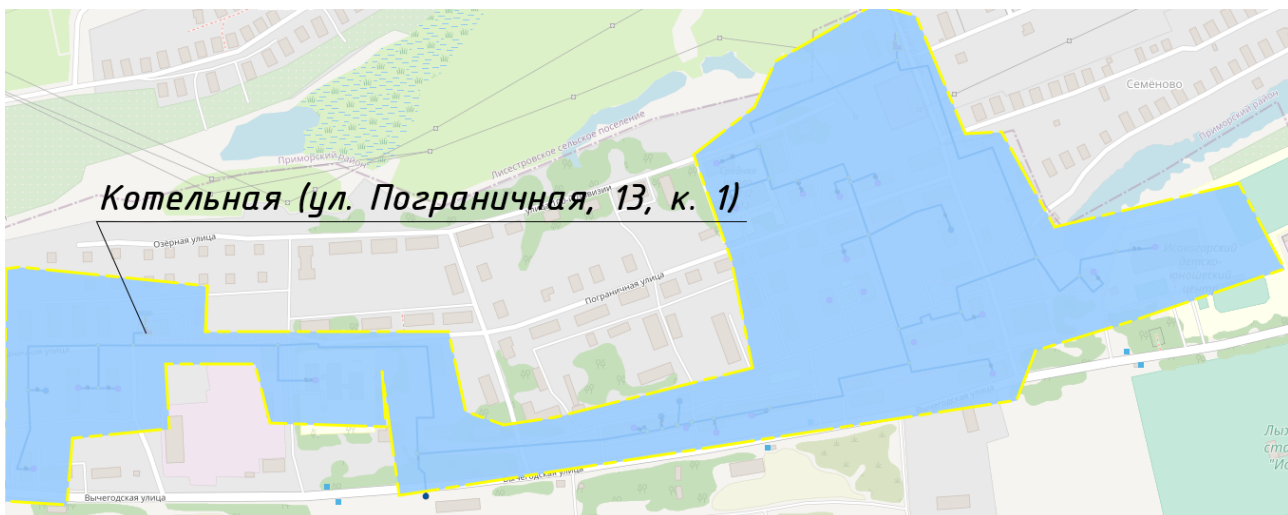 Семёново
Приморский район
Лисестровское сельское поселение
Приморский район
Котельная (ул. Пограничная, 13, к. 1)
Озёрная улица
Пограничная улица
Вычегодская улица
Вычегодская улица